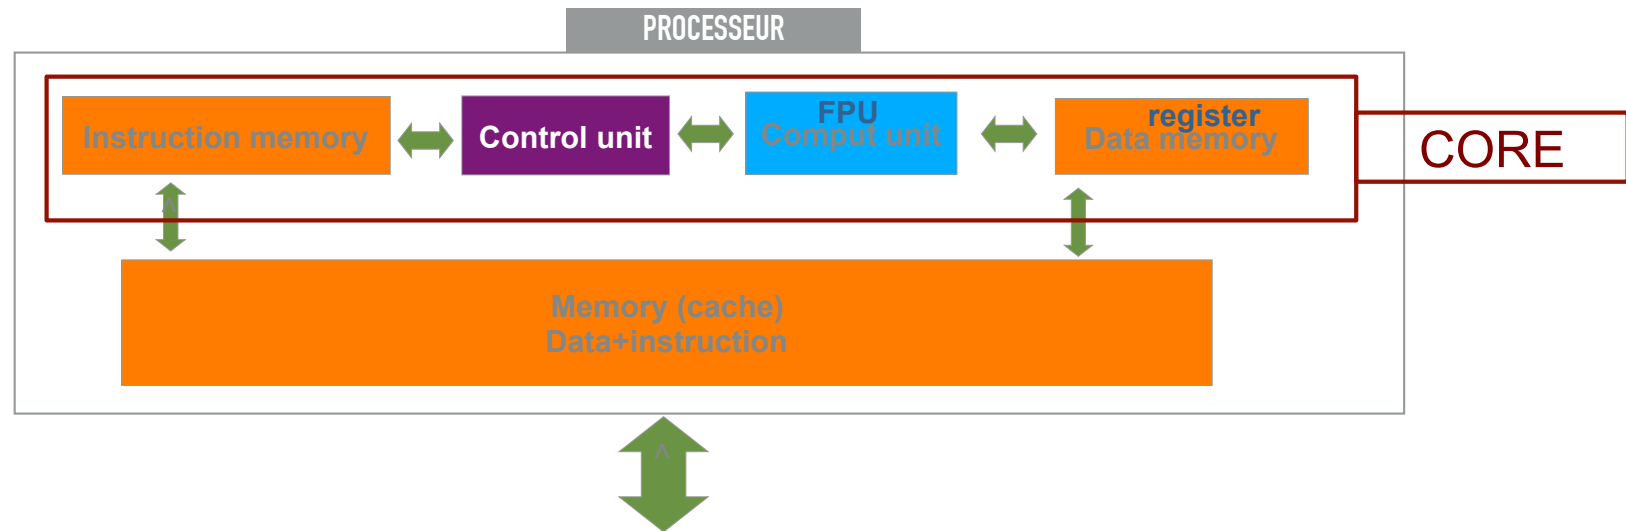 PROCESSEUR
Instruction memory
Control unit
FPU
Comput unit
register
Data memory
CORE
^
Memory (cache)
Data+instruction
^